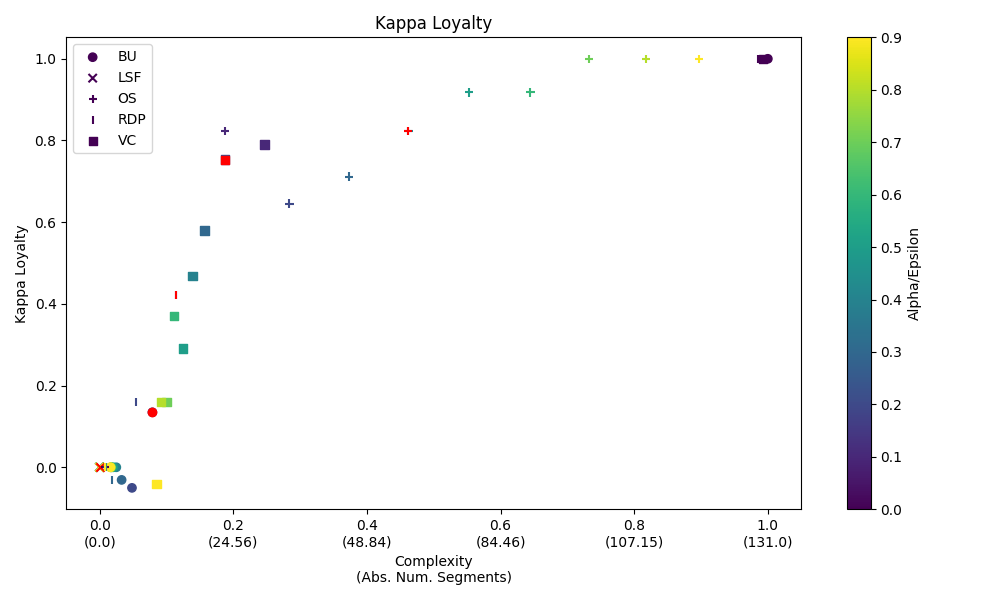 Kappa Loyalty
BU
LSF
OS
RDP
VC
Kappa Loyalty
1.0
0.8
0.6
0.4
0.2
0.0
0.0 0.2 0.4 0.6 0.8 1.0
(0.0) (24.56) (48.84) (84.46) (107.15) (131.0)
Complexity
(Abs. Num. Segments)
0.9
0.8
0.7
0.6
0.5
0.4
0.3
0.2
0.1
0.0
Alpha/Epsilon